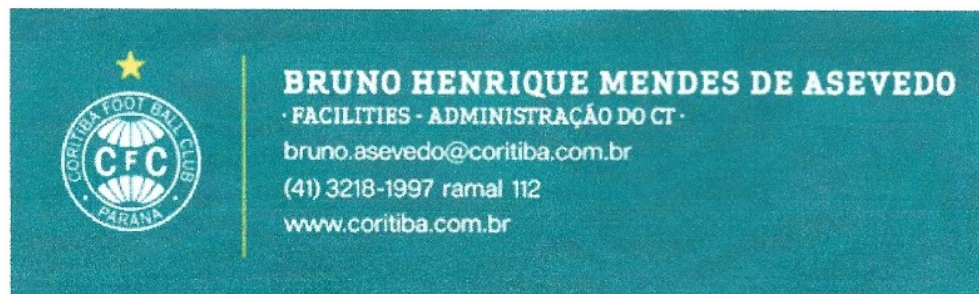 CORITIBA FOOT BALL CLUB
CFC
· PARANÁ ·
BRUNO HENRIQUE MENDES DE ASEVEDO
· FACILITIES - ADMINISTRAÇÃO DO CT ·
bruno.asevedo@coritiba.com.br
(41) 3218-1997 ramal 112
www.coritiba.com.br